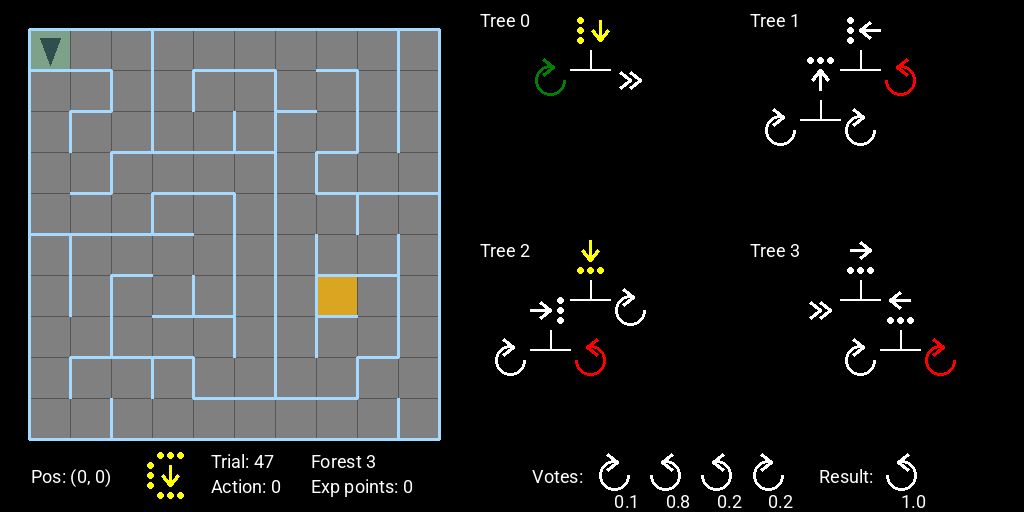 Tree 0
Tree 1
Tree 2
Tree 3
Pos: (0, 0)
Trial: 47
Forest 3
Action: 0
Exp points: 0
Votes:
0.1
0.8
0.2
0.2
Result:
1.0